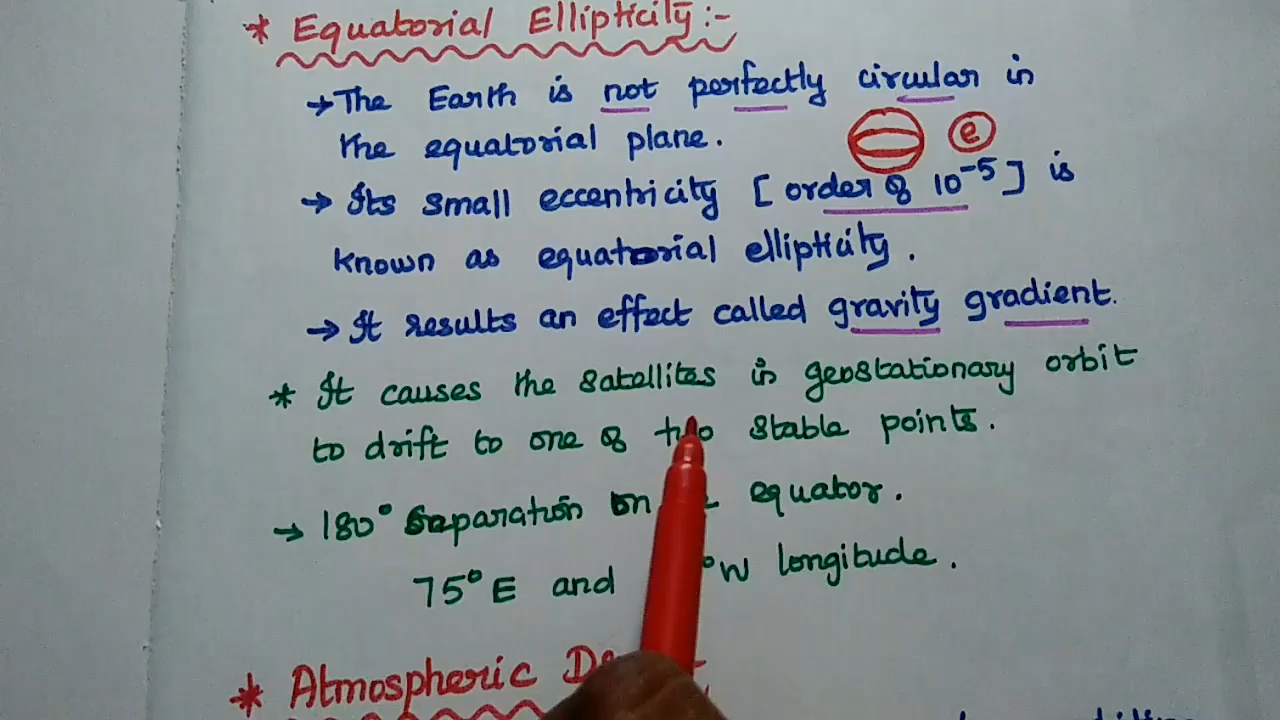 * Equatorial Ellipticity:-
→ The Earth is not perfectly circular in
the equatorial plane.
e
→ Its small eccentricity [order of 10⁻⁵] is
known as equatorial ellipticity.
→ It results an effect called gravity gradient.
* It causes the satellites in geostationary orbit
to drift to one of two stable points.
→ 180° Separation on equator.
75°E and °W longitude.
* Atmospheric